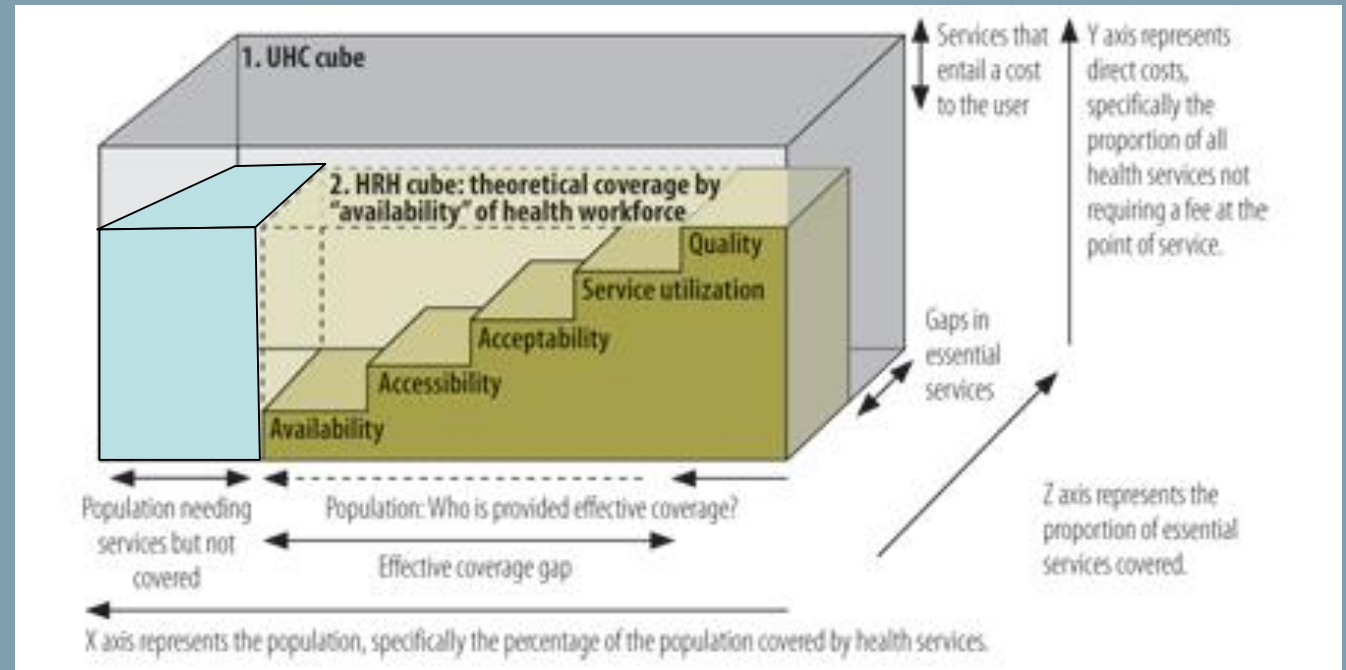 1. UHC cube
Services that
entail a cost
to the user
Y axis represents
direct costs,
specifically the
proportion of all
health services not
requiring a fee at the
point of service.
2. HRH cube: theoretical coverage by
"availability" of health workforce
Quality
Service utilization
Acceptability
Accessibility
Availability
Gaps in
essential
services
Population needing
services but not
covered
Population: Who is provided effective coverage?
Effective coverage gap
Z axis represents the
proportion of essential
services covered.
X axis represents the population, specifically the percentage of the population covered by health services.